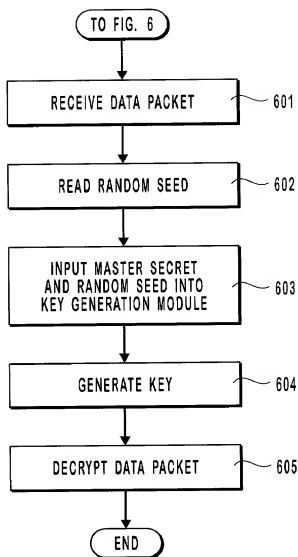 TO FIG. 6
RECEIVE DATA PACKET
601
READ RANDOM SEED
602
INPUT MASTER SECRET
AND RANDOM SEED INTO
KEY GENERATION MODULE
603
GENERATE KEY
604
DECRYPT DATA PACKET
605
END